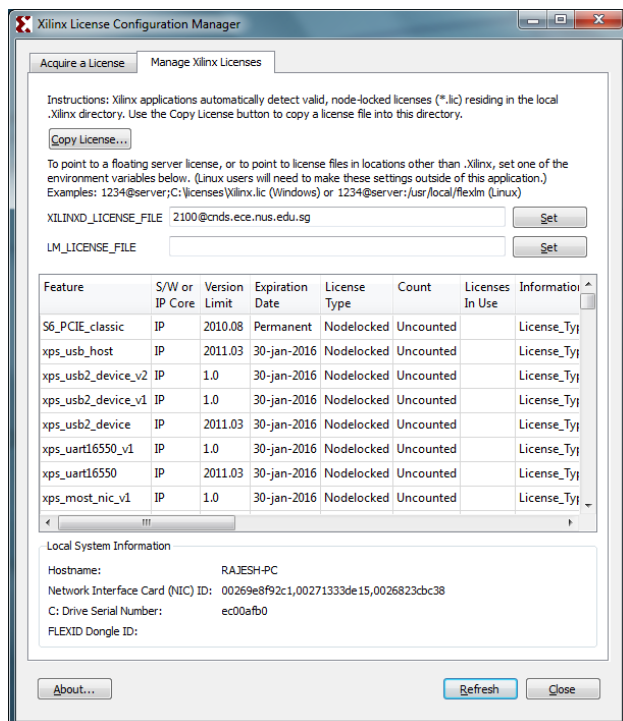 Xilinx License Configuration Manager
Acquire a License
Manage Xilinx Licenses
Instructions: Xilinx applications automatically detect valid, node-locked licenses (*.lic) residing in the local
.Xilinx directory. Use the Copy License button to copy a license file into this directory.
Copy License...
To point to a floating server license, or to point to license files in locations other than .Xilinx, set one of the
environment variables below. (Linux users will need to make these settings outside of this application.)
Examples: 1234@server;C:\licenses\Xilinx.lic (Windows) or 1234@server:/usr/local/flexlm (Linux)
XILINXD_LICENSE_FILE 2100@cnds.ece.nus.edu.sg Set
LM_LICENSE_FILE Set
Feature S/W or Version Expiration License Count Licenses Information
IP Core Limit Date Type In Use
S6_PCIE_classic IP 2010.08 Permanent Nodelocked Uncounted License_Typ
xps_usb_host IP 2011.03 30-jan-2016 Nodelocked Uncounted License_Typ
xps_usb2_device_v2 IP 1.0 30-jan-2016 Nodelocked Uncounted License_Typ
xps_usb2_device_v1 IP 1.0 30-jan-2016 Nodelocked Uncounted License_Typ
xps_usb2_device IP 2011.03 30-jan-2016 Nodelocked Uncounted License_Typ
xps_uart16550_v1 IP 1.0 30-jan-2016 Nodelocked Uncounted License_Typ
xps_uart16550 IP 2011.03 30-jan-2016 Nodelocked Uncounted License_Typ
xps_most_nic_v1 IP 1.0 30-jan-2016 Nodelocked Uncounted License_Typ
Local System Information
Hostname: RAJESH-PC
Network Interface Card (NIC) ID: 00269e8f92c1,00271333de15,0026823cbc38
C: Drive Serial Number: ec00afb0
FLEXID Dongle ID:
About... Refresh Close